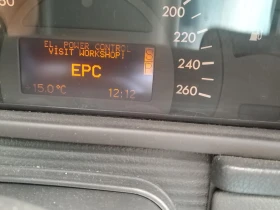 220
200
EL. POWER CONTROL
VISIT WORKSHOP!
240
EPC
260
15.0°C 12:12